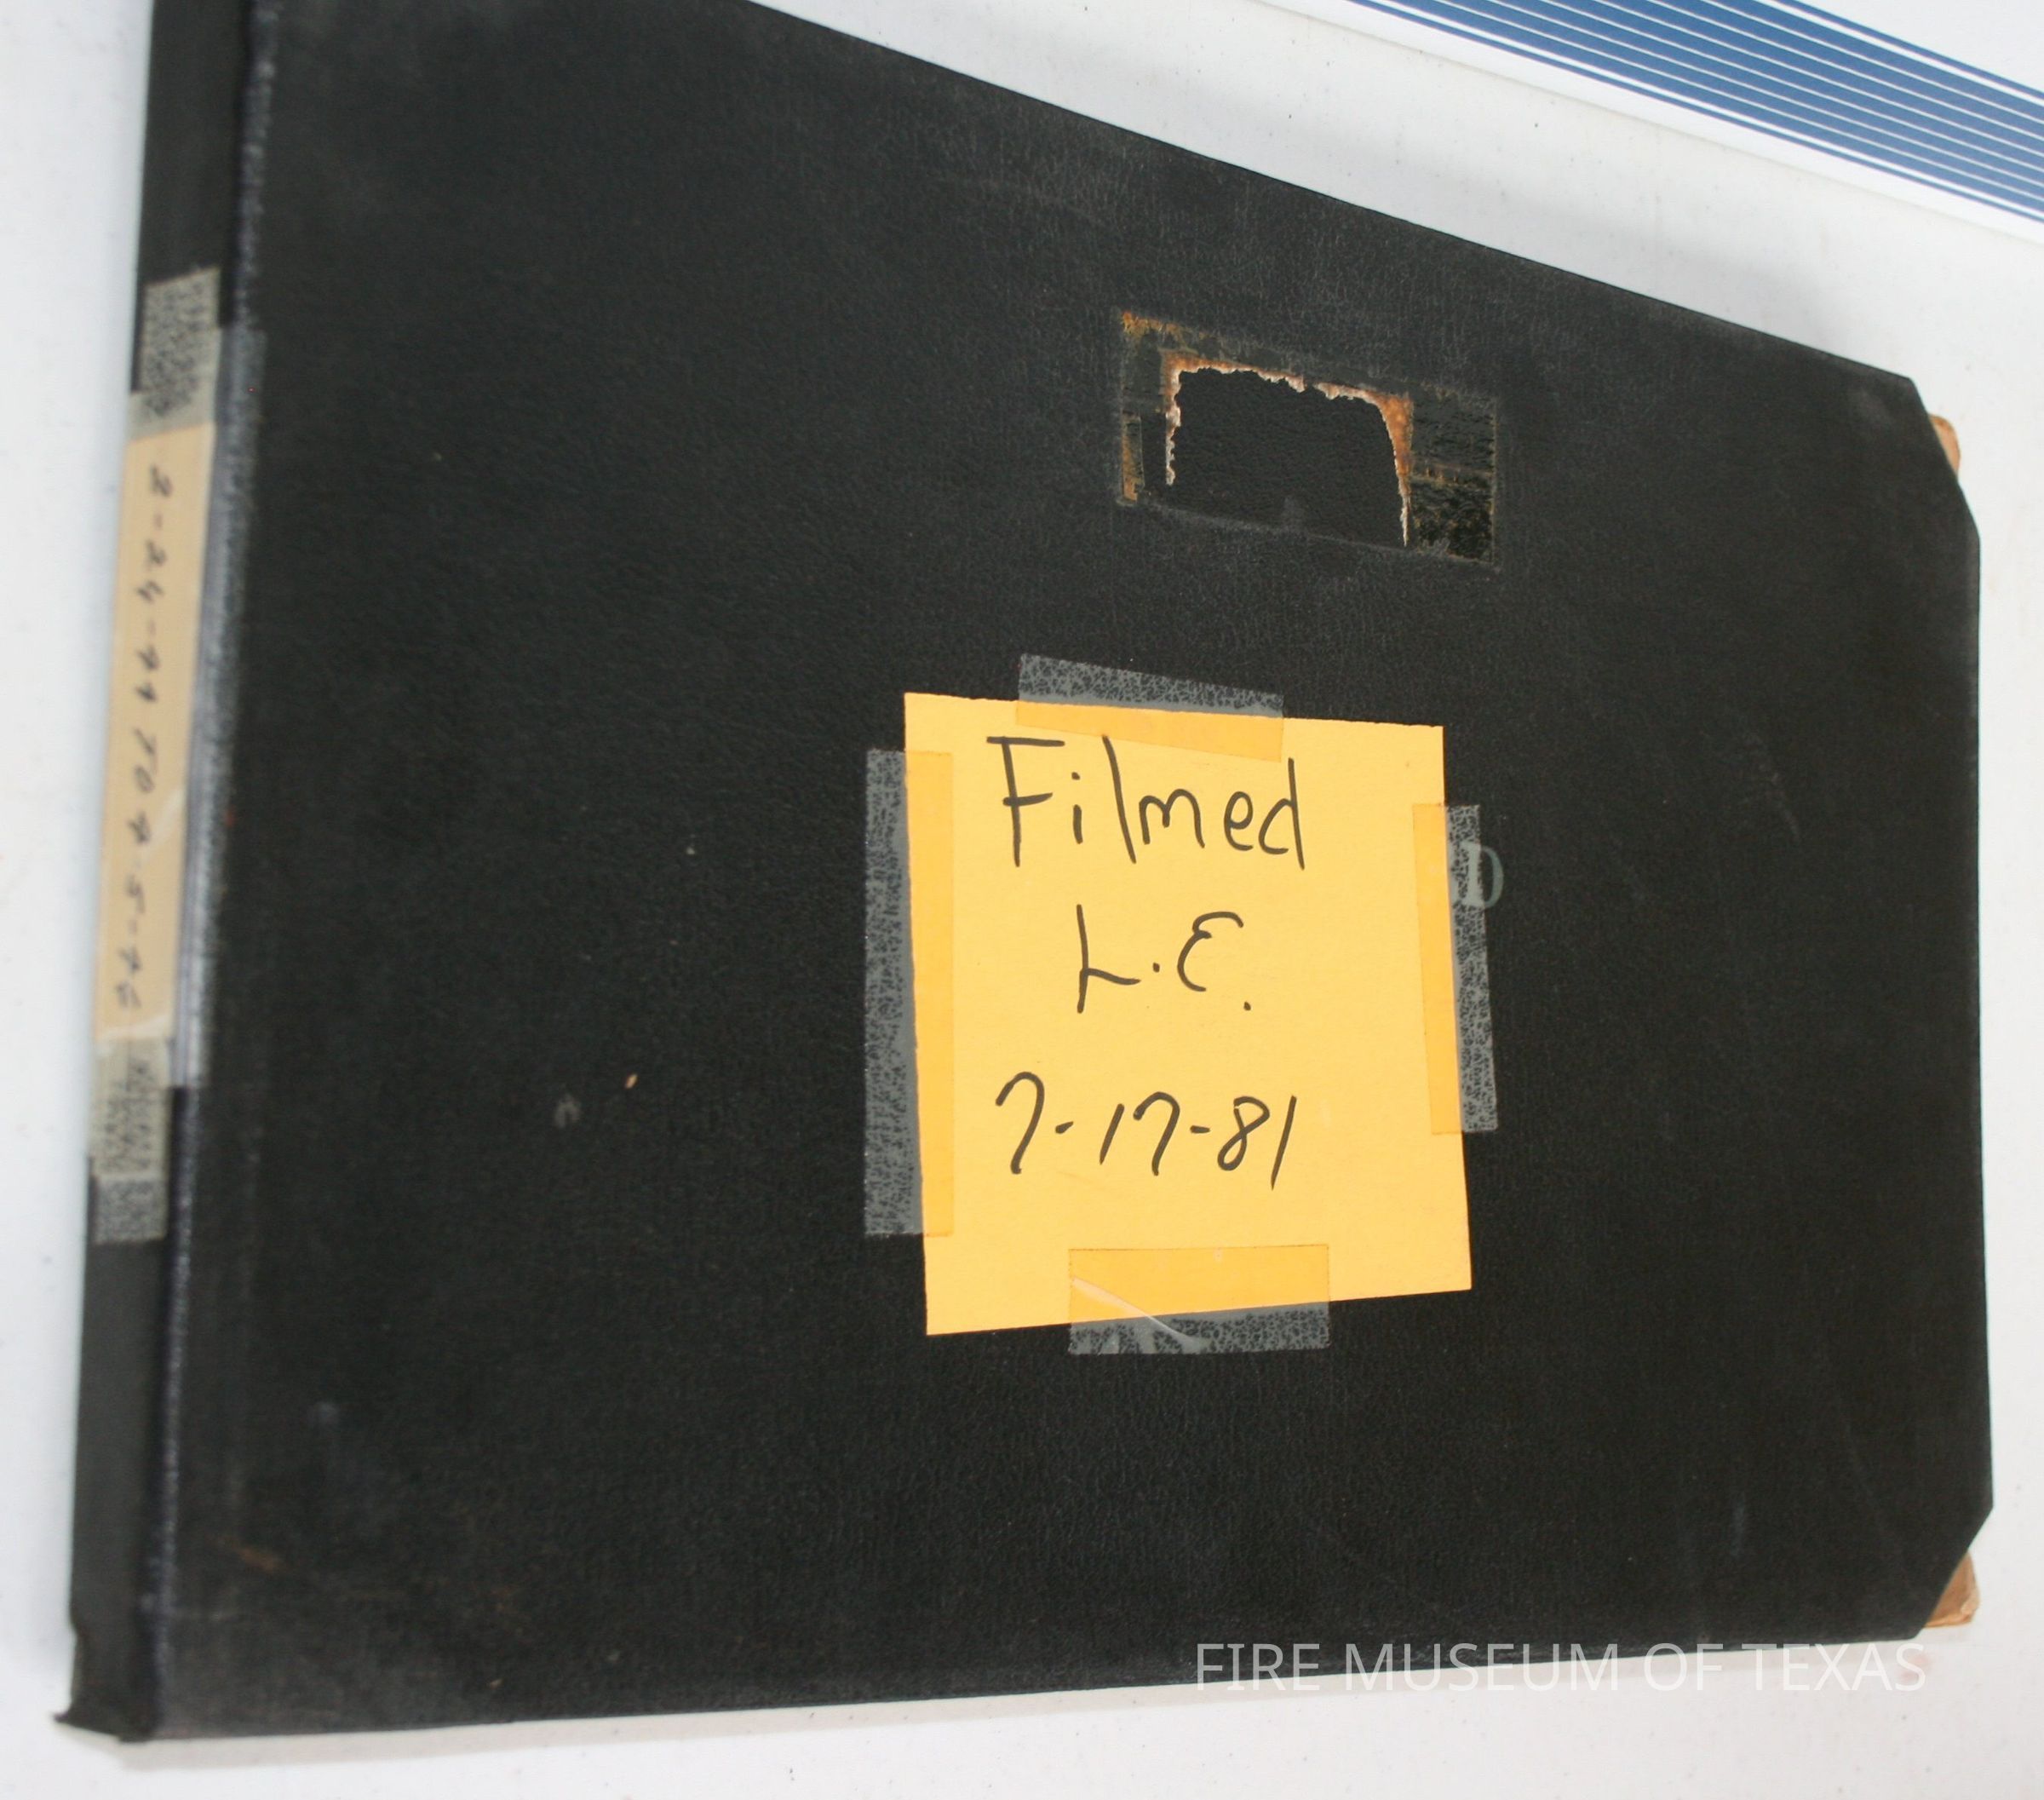 Filmed
L.E.
7-17-81
D
FIRE MUSEUM OF TEXAS